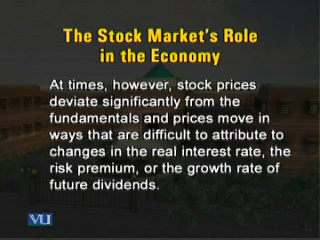 The Stock Market's Role
in the Economy
At times, however, stock prices
deviate significantly from the
fundamentals and prices move in
ways that are difficult to attribute to
changes in the real interest rate, the
risk premium, or the growth rate of
future dividends.
VU